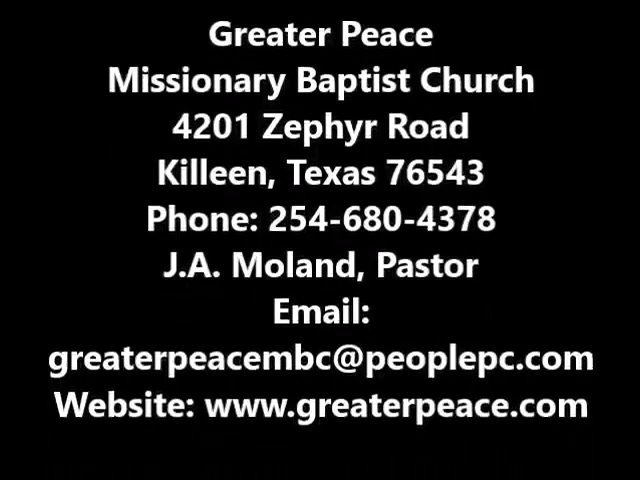 Greater Peace
Missionary Baptist Church
4201 Zephyr Road
Killeen, Texas 76543
Phone: 254-680-4378
J.A. Moland, Pastor
Email:
greaterpeacembc@peoplepc.com
Website: www.greaterpeace.com